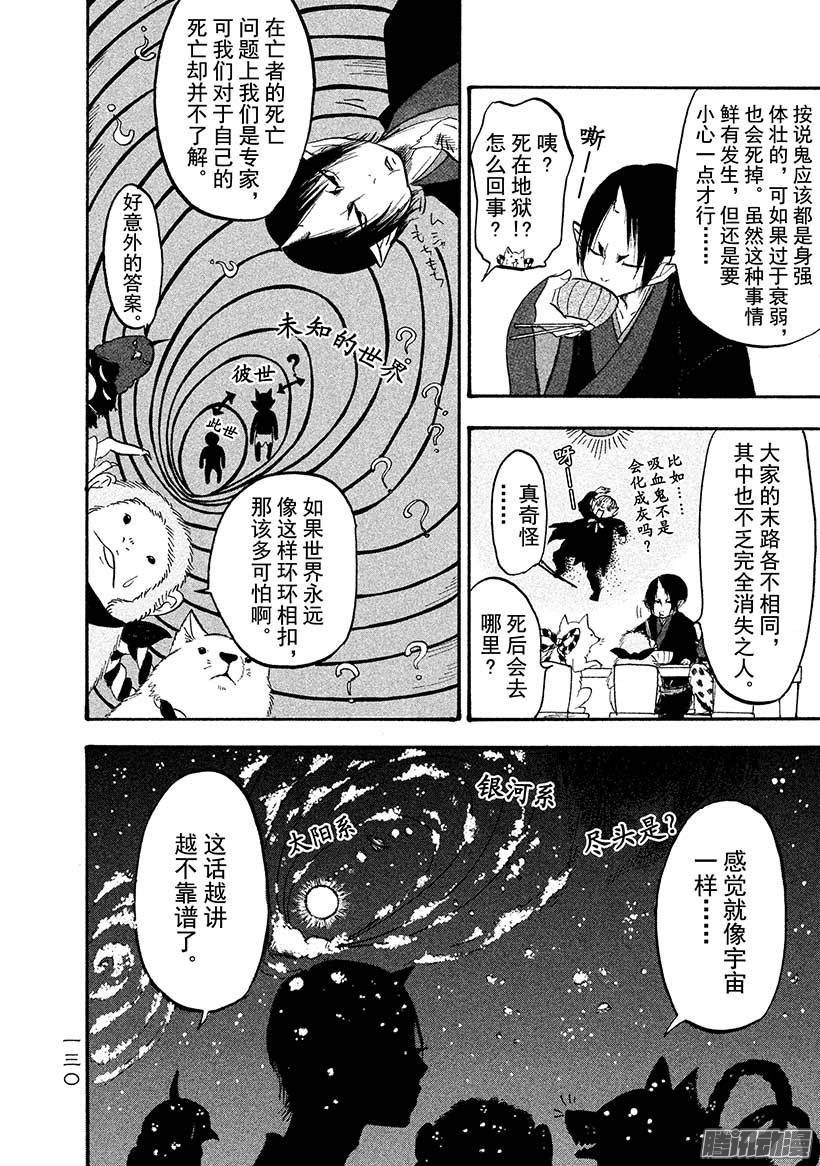 按说鬼应该都是身强
体壮的，可如果过于衰弱，
也会死掉。虽然这种事情
鲜有发生，但还是要
小心一点才行……
嘶——
咦？
死在地狱!?
怎么回事？
大家的末路各不相同，
其中也不乏完全消失之人。
比如……
吸血鬼不是
会化成灰吗？
呀——
真奇怪
……
死后会去
哪里？
在亡者的死亡
问题上我们是专家，
可我们对于自己的
死亡却并不了解。
ムシャ
もちもち
好意外的
答案。
未知的世界
彼世
此世
?
?
?
?
?
?
?
如果世界永远
像这样环环相扣，
那该多可怕啊。
感觉就像宇宙
一样……
尽头是？
银河系
太阳系
这话越讲
越不靠谱了。
一三〇
腾讯动漫